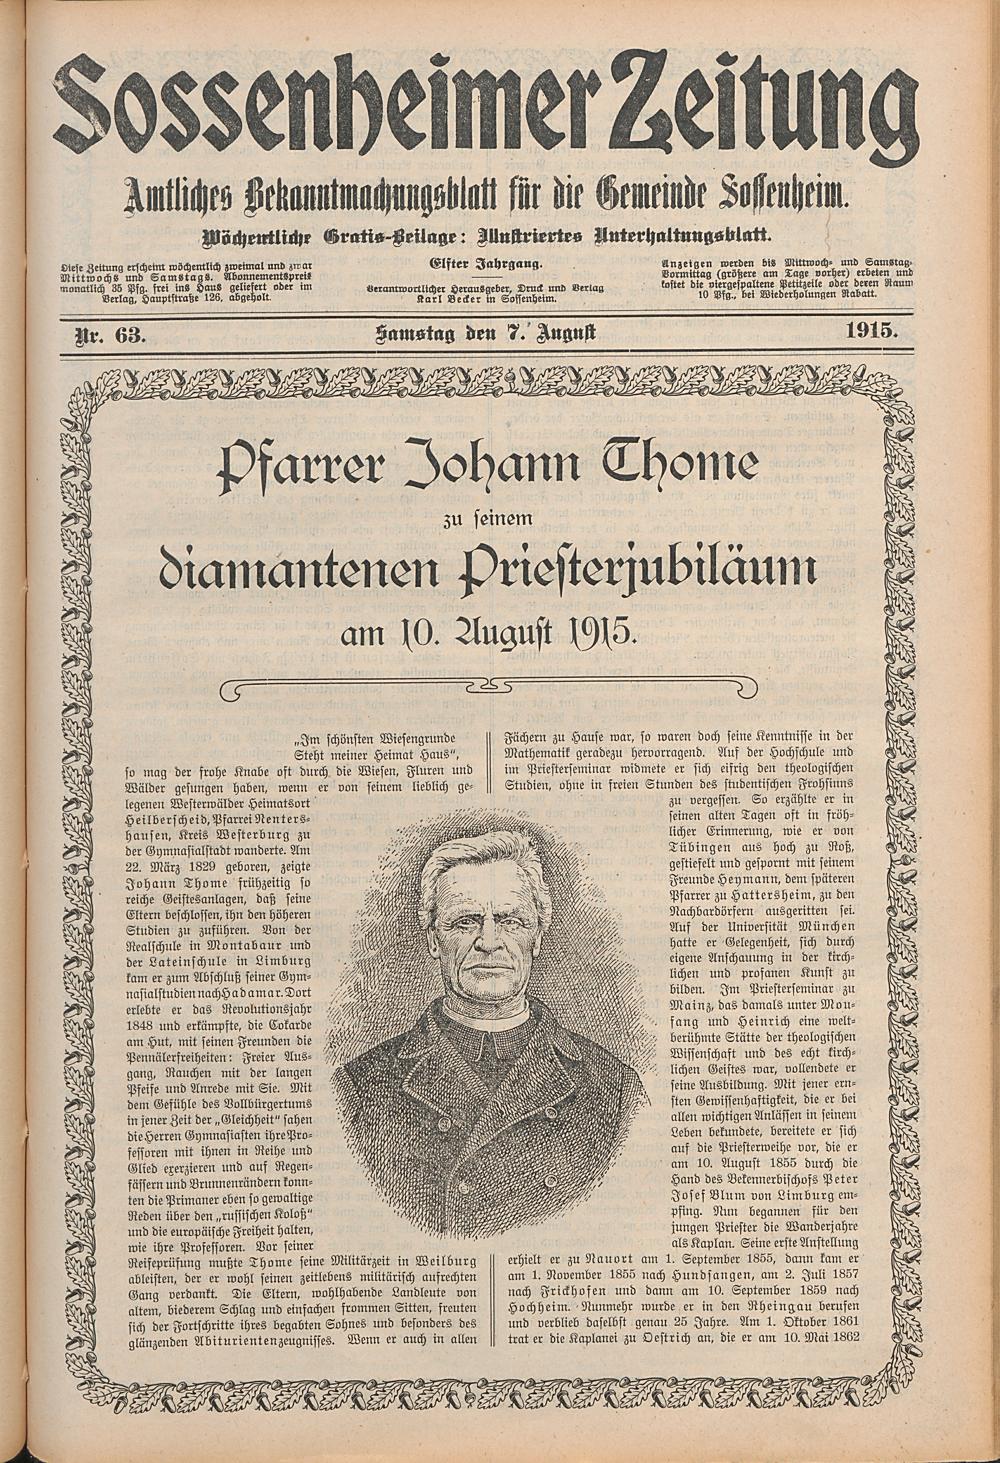 Sossenheimer Zeitung
Amtliches Bekanntmachungsblatt für die Gemeinde Sossenheim.
Wöchentliche Gratis-Beilage: Illustriertes Unterhaltungsblatt.
Diese Zeitung erscheint wöchentlich zweimal und zwar
Mittwochs und Samstags. Abonnementspreis
monatlich 35 Pfg. frei ins Haus geliefert oder im
Verlag, Hauptstraße 126, abgeholt.
Elfter Jahrgang.
Verantwortlicher Herausgeber, Druck und Verlag
Karl Becker in Sossenheim.
Anzeigen werden bis Mittwoch- und Samstag-
Vormittag (größere am Tage vorher) erbeten und
kostet die viergespaltene Petitzeile oder deren Raum
10 Pfg., bei Wiederholungen Rabatt.
Nr. 63.
Samstag den 7. August
1915.
Pfarrer Johann Thome
zu seinem
diamantenen Priesterjubiläum
am 10. August 1915.
„Im schönsten Wiesengrunde
Steht meiner Heimat Haus“,
so mag der frohe Knabe oft durch die Wiesen, Fluren und
Wälder gesungen haben, wenn er von seinem lieblich ge-
legenen Westerwälder Heimatsort
Heilberscheid, Pfarrei Nenters-
hausen, Kreis Westerburg zu
der Gymnasialstadt wanderte. Am
22. März 1829 geboren, zeigte
Johann Thome frühzeitig so
reiche Geistesanlagen, daß seine
Eltern beschlossen, ihn den höheren
Studien zu zuführen. Von der
Realschule in Montabaur und
der Lateinschule in Limburg
kam er zum Abschluß seiner Gym-
nasialstudien nach Hadamar. Dort
erlebte er das Revolutionsjahr
1848 und erkämpfte, die Cokarde
am Hut, mit seinen Freunden die
Pennälerfreiheiten: Freier Aus-
gang, Rauchen mit der langen
Pfeife und Anrede mit Sie. Mit
dem Gefühle des Vollbürgertums
in jener Zeit der „Gleichheit“ sahen
die Herren Gymnasiasten ihre Pro-
fessoren mit ihnen in Reihe und
Glied exerzieren und auf Regen-
fässern und Brunnenrändern konn-
ten die Primaner eben so gewaltige
Reden über den „russischen Koloß“
und die europäische Freiheit halten,
wie ihre Professoren. Vor seiner
Reifeprüfung mußte Thome seine Militärzeit in Weilburg
ableisten, der er wohl seinen zeitlebens militärisch aufrechten
Gang verdankt. Die Eltern, wohlhabende Landleute von
altem, biederem Schlag und einfachen frommen Sitten, freuten
sich der Fortschritte ihres begabten Sohnes und besonders des
glänzenden Abiturientenzeugnisses. Wenn er auch in allen
Fächern zu Hause war, so waren doch seine Kenntnisse in der
Mathematik geradezu hervorragend. Auf der Hochschule und
im Priesterseminar widmete er sich eifrig den theologischen
Studien, ohne in freien Stunden des studentischen Frohsinns
zu vergessen. So erzählte er in
seinen alten Tagen oft in fröh-
licher Erinnerung, wie er von
Tübingen aus hoch zu Roß,
gestiefelt und gespornt mit seinem
Freunde Heymann, dem späteren
Pfarrer zu Hattersheim, zu den
Nachbardörfern ausgeritten sei.
Auf der Universität München
hatte er Gelegenheit, sich durch
eigene Anschauung in der kirch-
lichen und profanen Kunst zu
bilden. Im Priesterseminar zu
Mainz, das damals unter Mou-
fang und Heinrich eine welt-
berühmte Stätte der theologischen
Wissenschaft und des echt kirch-
lichen Geistes war, vollendete er
seine Ausbildung. Mit jener ern-
sten Gewissenhaftigkeit, die er bei
allen wichtigen Anlässen in seinem
Leben bekundete, bereitete er sich
auf die Priesterweihe vor, die er
am 10. August 1855 durch die
Hand des Bekennerbischofs Peter
Josef Blum von Limburg em-
pfing. Nun begannen für den
jungen Priester die Wanderjahre
als Kaplan. Seine erste Anstellung
erhielt er zu Nauort am 1. September 1855, dann kam er
am 1. November 1855 nach Hundsangen, am 2. Juli 1857
nach Frickhofen und dann am 10. September 1859 nach
Hochheim. Nunmehr wurde er in den Rheingau berufen
und verblieb daselbst genau 25 Jahre. Am 1. Oktober 1861
trat er die Kaplanei zu Oestrich an, die er am 10. Mai 1862